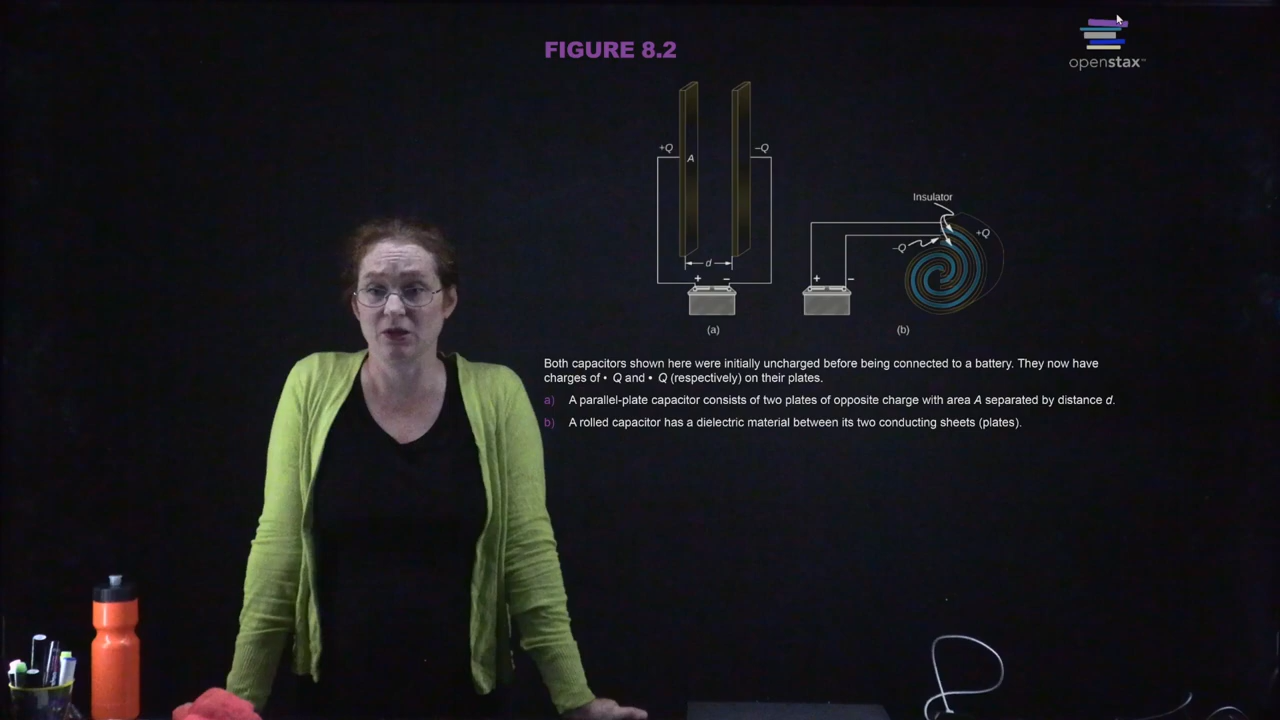 FIGURE 8.2
openstax™
+Q
A
–Q
d
+ –
(a)
Insulator
+Q
–Q
+ –
(b)
Both capacitors shown here were initially uncharged before being connected to a battery. They now have
charges of • Q and • Q (respectively) on their plates.
a) A parallel-plate capacitor consists of two plates of opposite charge with area A separated by distance d.
b) A rolled capacitor has a dielectric material between its two conducting sheets (plates).